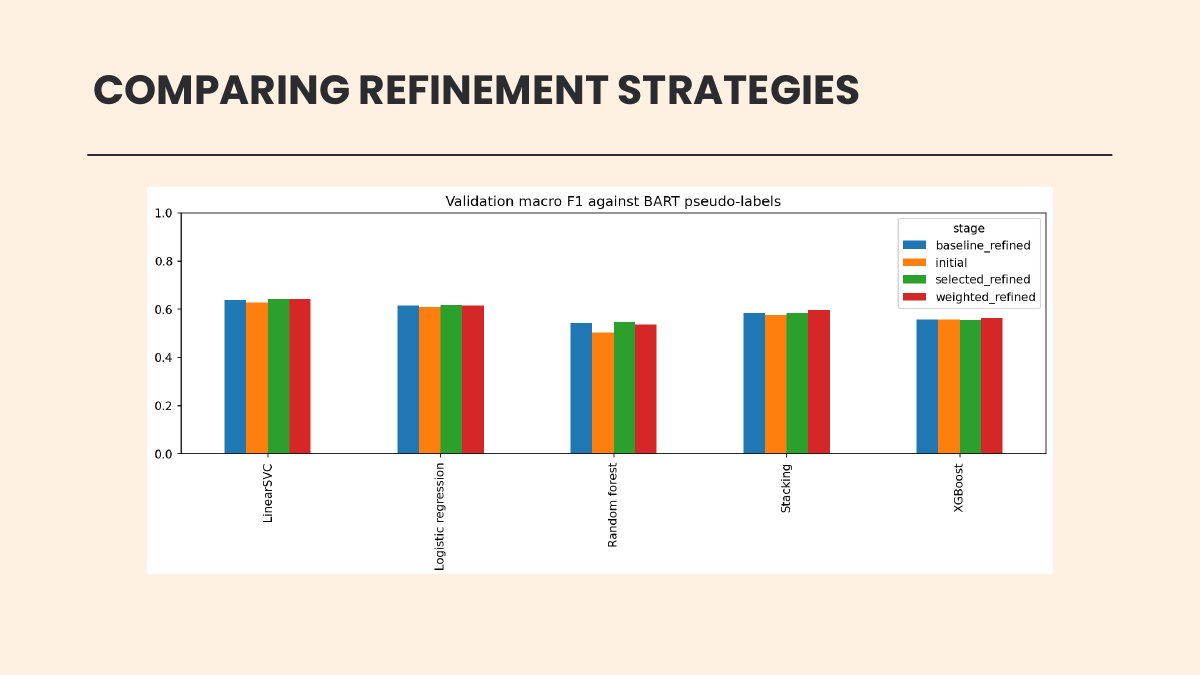 COMPARING REFINEMENT STRATEGIES
Validation macro F1 against BART pseudo-labels
1.0
0.8
0.6
0.4
0.2
0.0
stage
baseline_refined
initial
selected_refined
weighted_refined
LinearSVC
Logistic regression
Random forest
Stacking
XGBoost